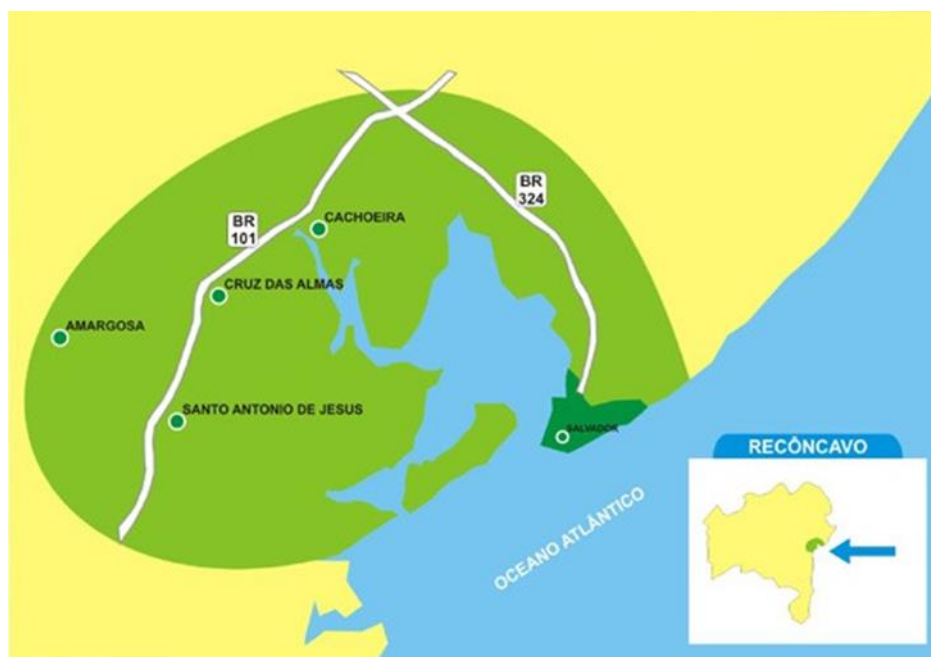 BR
324
BR
101
CACHOEIRA
CRUZ DAS ALMAS
AMARGOSA
SANTO ANTONIO DE JESUS
SALVADOR
RECÔNCAVO
OCEANO ATLÂNTICO